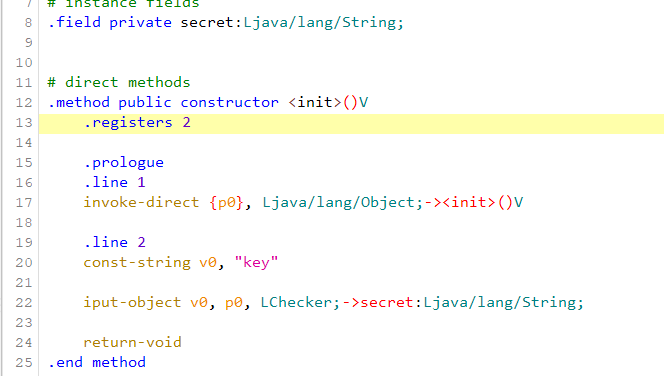 7 # instance fields
8 .field private secret:Ljava/lang/String;
9
10
11 # direct methods
12 .method public constructor <init>()V
13     .registers 2
14
15     .prologue
16     .line 1
17     invoke-direct {p0}, Ljava/lang/Object;-><init>()V
18
19     .line 2
20     const-string v0, "key"
21
22     iput-object v0, p0, LChecker;->secret:Ljava/lang/String;
23
24     return-void
25 .end method